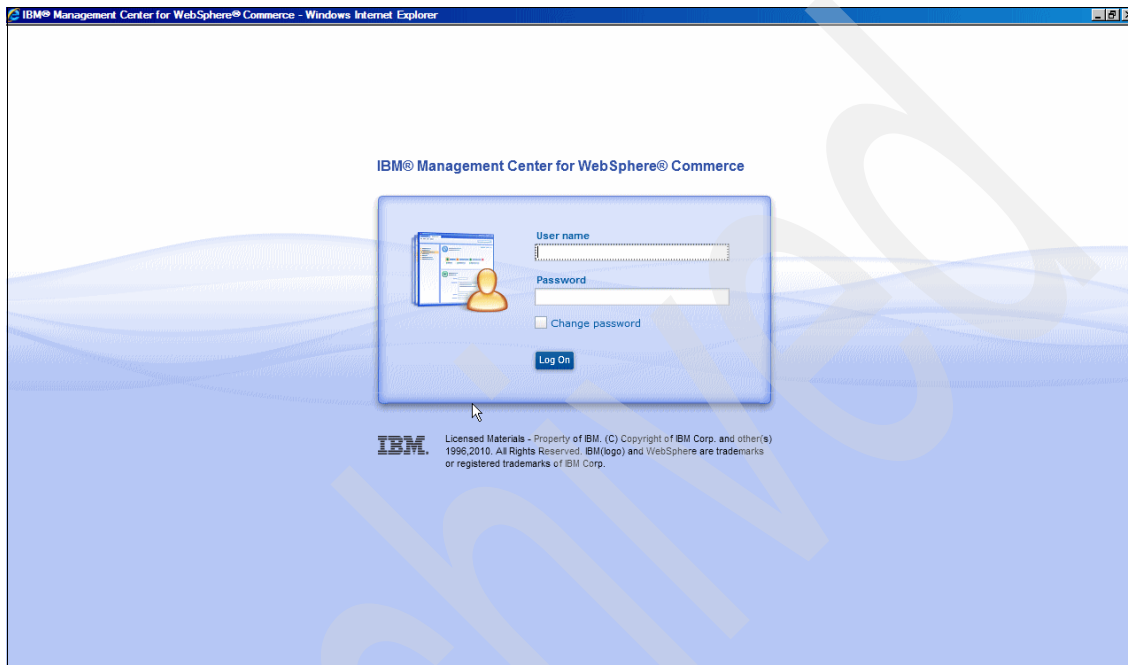 IBM® Management Center for WebSphere® Commerce - Windows Internet Explorer
IBM® Management Center for WebSphere® Commerce
User name
Password
Change password
Log On
IBM.
Licensed Materials - Property of IBM. (C) Copyright of IBM Corp. and other(s)
1996,2010. All Rights Reserved. IBM(logo) and WebSphere are trademarks
or registered trademarks of IBM Corp.
hived